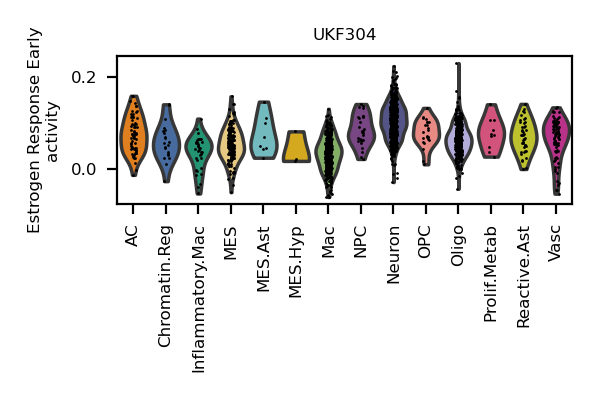 UKF304
Estrogen Response Early
activity
0.2
0.0
AC
Chromatin.Reg
Inflammatory.Mac
MES
MES.Ast
MES.Hyp
Mac
NPC
Neuron
OPC
Oligo
Prolif.Metab
Reactive.Ast
Vasc